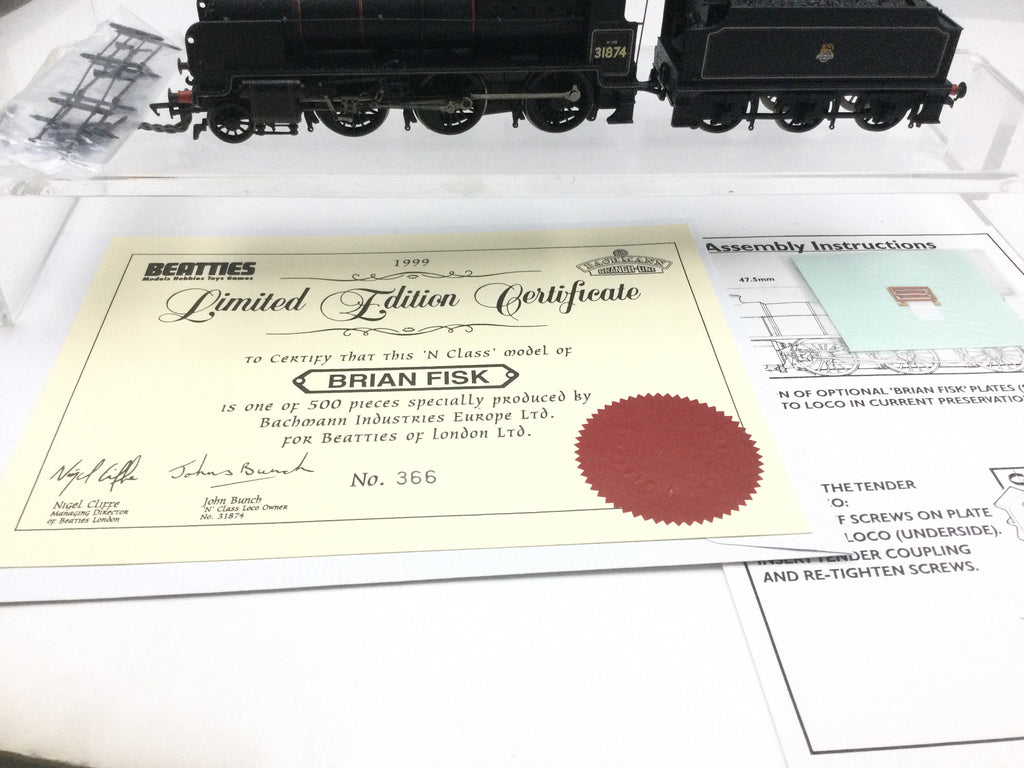 31874
BEATTIES
Models Hobbies Toys Games
1999
BACHMANN
BRANCH-LINE
Limited Edition Certificate
to Certify that this 'N Class' model of
BRIAN FISK
is one of 500 pieces specially produced by
Bachmann Industries Europe Ltd.
for Beatties of London Ltd.
No. 366
Nigel Cliffe
Managing Director
of Beatties London
John Bunch
'N' Class Loco Owner
No. 31874
Assembly Instructions
47.5mm
N OF OPTIONAL 'BRIAN FISK' PLATES
TO LOCO IN CURRENT PRESERVATIO
THE TENDER
O:
F SCREWS ON PLATE
LOCO (UNDERSIDE).
INSERT TENDER COUPLING
AND RE-TIGHTEN SCREWS.